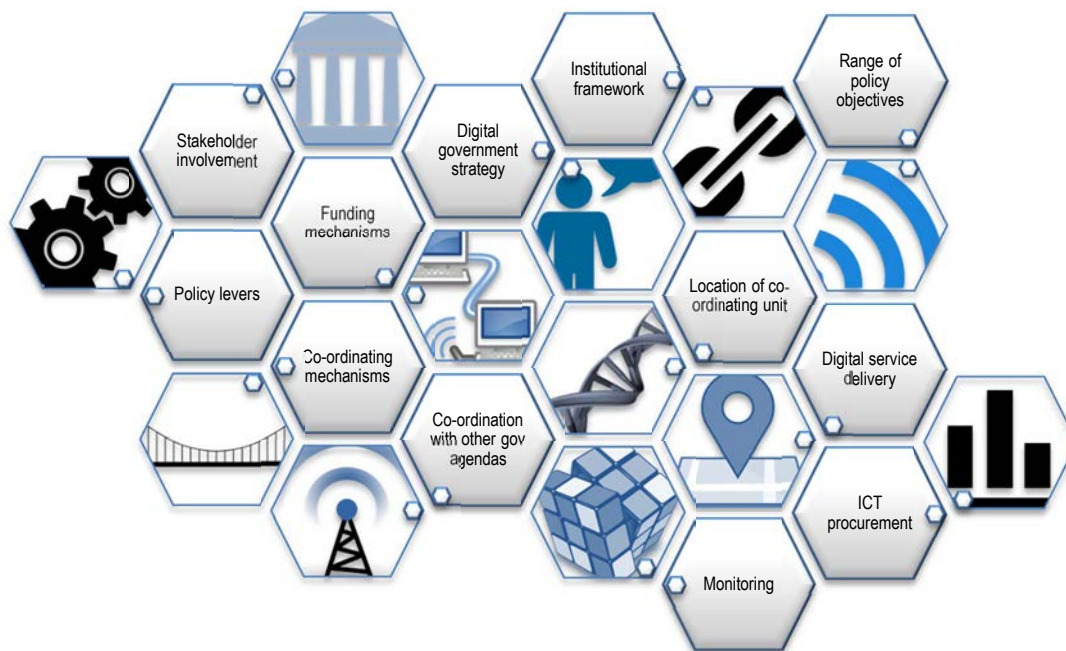 Institutional
framework
Range of
policy
objectives
Stakeholder
involvement
Digital
government
strategy
Funding
mechanisms
Policy levers
Location of co-
ordinating unit
Co-ordinating
mechanisms
Digital service
delivery
Co-ordination
with other gov
agendas
ICT
procurement
Monitoring